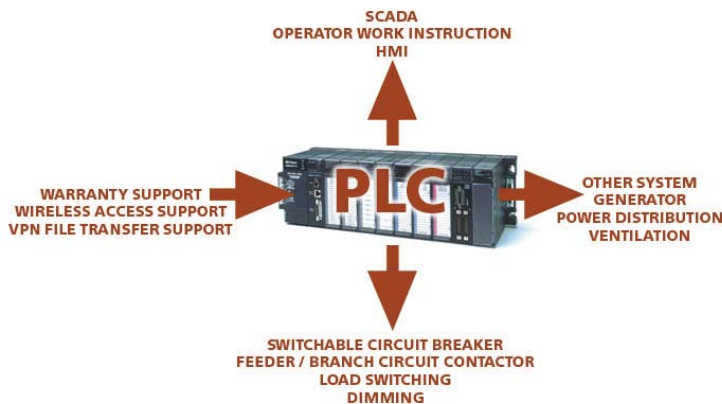 SCADA
OPERATOR WORK INSTRUCTION
HMI
PLC
WARRANTY SUPPORT
WIRELESS ACCESS SUPPORT
VPN FILE TRANSFER SUPPORT
OTHER SYSTEM
GENERATOR
POWER DISTRIBUTION
VENTILATION
SWITCHABLE CIRCUIT BREAKER
FEEDER / BRANCH CIRCUIT CONTACTOR
LOAD SWITCHING
DIMMING